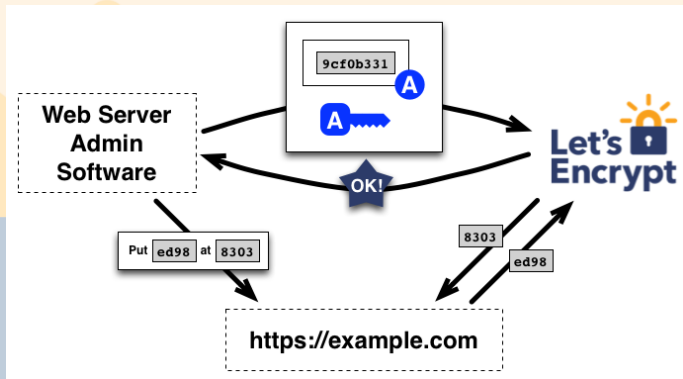 9cf0b331
A
A
Web Server
Admin
Software
Let's
Encrypt
OK!
Put ed98 at 8303
8303
ed98
https://example.com